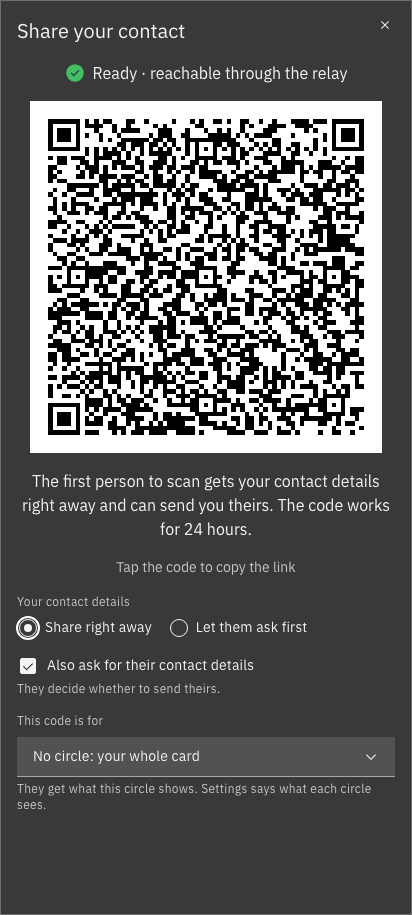 Share your contact
Ready · reachable through the relay
The first person to scan gets your contact details
right away and can send you theirs. The code works
for 24 hours.
Tap the code to copy the link
Your contact details
Share right away
Let them ask first
Also ask for their contact details
They decide whether to send theirs.
This code is for
No circle: your whole card
They get what this circle shows. Settings says what each circle
sees.